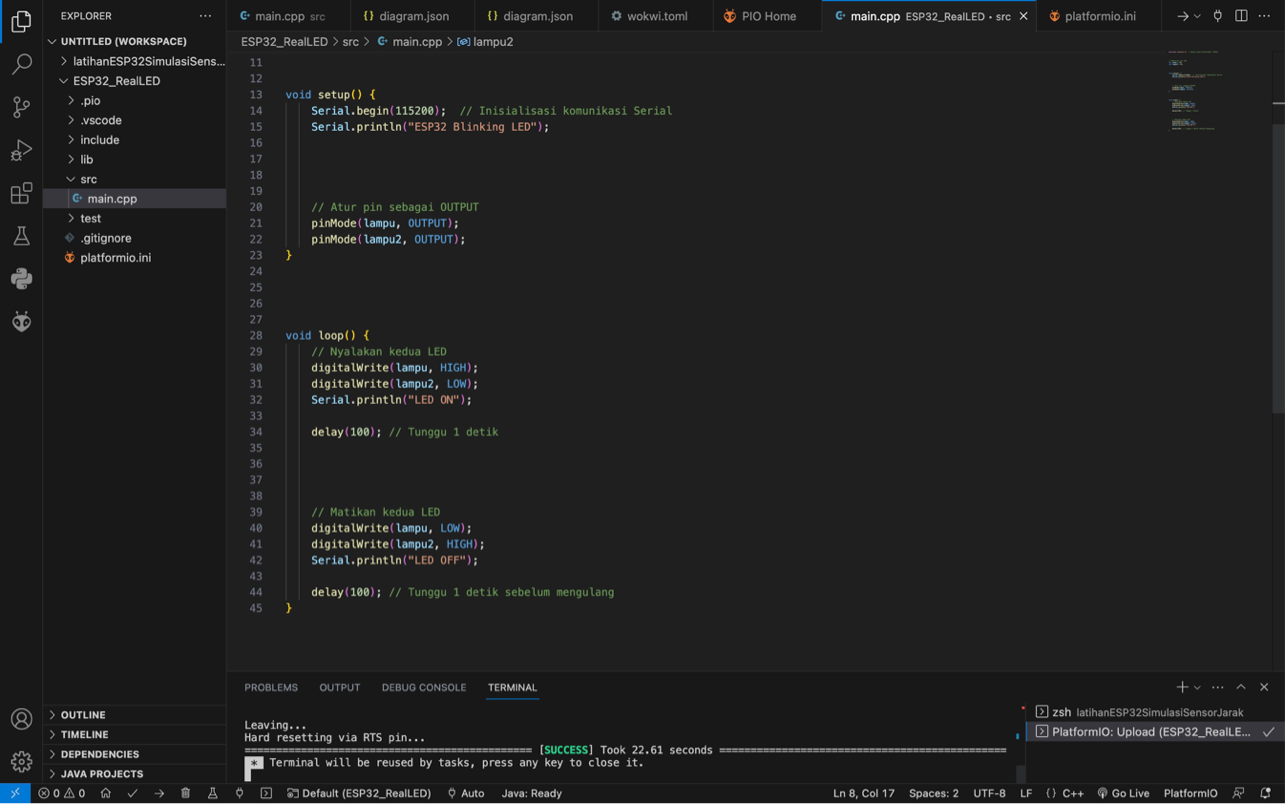 EXPLORER
UNTITLED (WORKSPACE)
latihanESP32SimulasiSens...
ESP32_RealLED
.pio
.vscode
include
lib
src
main.cpp
test
.gitignore
platformio.ini
OUTLINE
TIMELINE
DEPENDENCIES
JAVA PROJECTS
main.cpp src
{} diagram.json
{} diagram.json
wokwi.toml
PIO Home
main.cpp ESP32_RealLED • src
platformio.ini
ESP32_RealLED > src > main.cpp > lampu2
11
12
13 void setup() {
14 Serial.begin(115200); // Inisialisasi komunikasi Serial
15 Serial.println("ESP32 Blinking LED");
16
17
18
19
20 // Atur pin sebagai OUTPUT
21 pinMode(lampu, OUTPUT);
22 pinMode(lampu2, OUTPUT);
23 }
24
25
26
27
28 void loop() {
29 // Nyalakan kedua LED
30 digitalWrite(lampu, HIGH);
31 digitalWrite(lampu2, LOW);
32 Serial.println("LED ON");
33
34 delay(100); // Tunggu 1 detik
35
36
37
38
39 // Matikan kedua LED
40 digitalWrite(lampu, LOW);
41 digitalWrite(lampu2, HIGH);
42 Serial.println("LED OFF");
43
44 delay(100); // Tunggu 1 detik sebelum mengulang
45 }
PROBLEMS OUTPUT DEBUG CONSOLE TERMINAL
Leaving...
Hard resetting via RTS pin...
[SUCCESS] Took 22.61 seconds
* Terminal will be reused by tasks, press any key to close it.
zsh latihanESP32SimulasiSensorJarak
PlatformIO: Upload (ESP32_RealLE...
0 0 Default (ESP32_RealLED) Auto Java: Ready Ln 8, Col 17 Spaces: 2 UTF-8 LF {} C++ Go Live PlatformIO